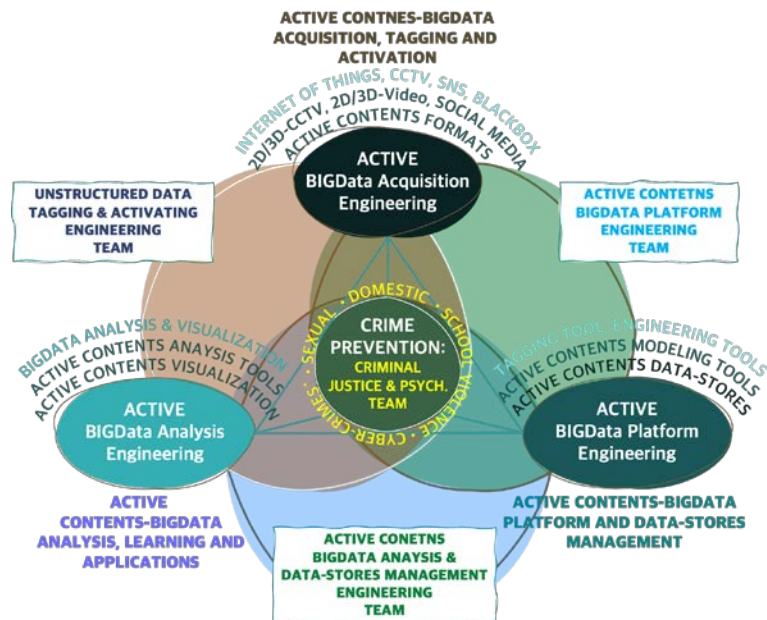 ACTIVE CONTNES-BIGDATA
ACQUISITION, TAGGING AND
ACTIVATION
INTERNET OF THINGS, CCTV, SNS, BLACKBOX
2D/3D-CCTV, 2D/3D-Video, SOCIAL MEDIA
ACTIVE CONTENTS FORMATS
ACTIVE
BIGData Acquisition
Engineering
UNSTRUCTURED DATA
TAGGING & ACTIVATING
ENGINEERING
TEAM
ACTIVE CONTETNS
BIGDATA PLATFORM
ENGINEERING
TEAM
SEXUAL • DOMESTIC • SCHOOL VIOLENCE • CYBER-CRIMES •
CRIME
PREVENTION:
CRIMINAL
JUSTICE & PSYCH.
TEAM
BIGDATA ANALYSIS & VISUALIZATION
ACTIVE CONTENTS ANAYSIS TOOLS
ACTIVE CONTENTS VISUALIZATION
TAGGING TOOL, ENGINEERING TOOLS
ACTIVE CONTENTS MODELING TOOLS
ACTIVE CONTENTS DATA-STORES
ACTIVE
BIGData Analysis
Engineering
ACTIVE
BIGData Platform
Engineering
ACTIVE
CONTENTS-BIGDATA
ANALYSIS, LEARNING AND
APPLICATIONS
ACTIVE CONTENTS-BIGDATA
PLATFORM AND DATA-STORES
MANAGEMENT
ACTIVE CONETNS
BIGDATA ANAYSIS &
DATA-STORES MANAGEMENT
ENGINEERING
TEAM